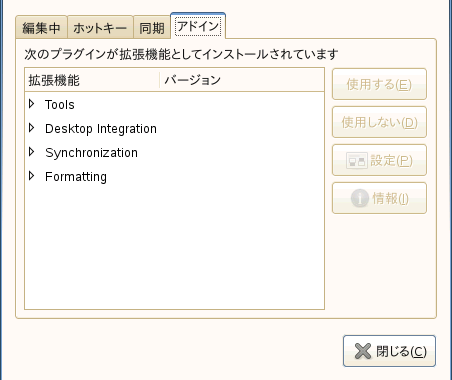 編集中 ホットキー 同期 アドイン
次のプラグインが拡張機能としてインストールされています
拡張機能 バージョン
Tools
Desktop Integration
Synchronization
Formatting
使用する(E)
使用しない(D)
設定(P)
情報(I)
閉じる(C)